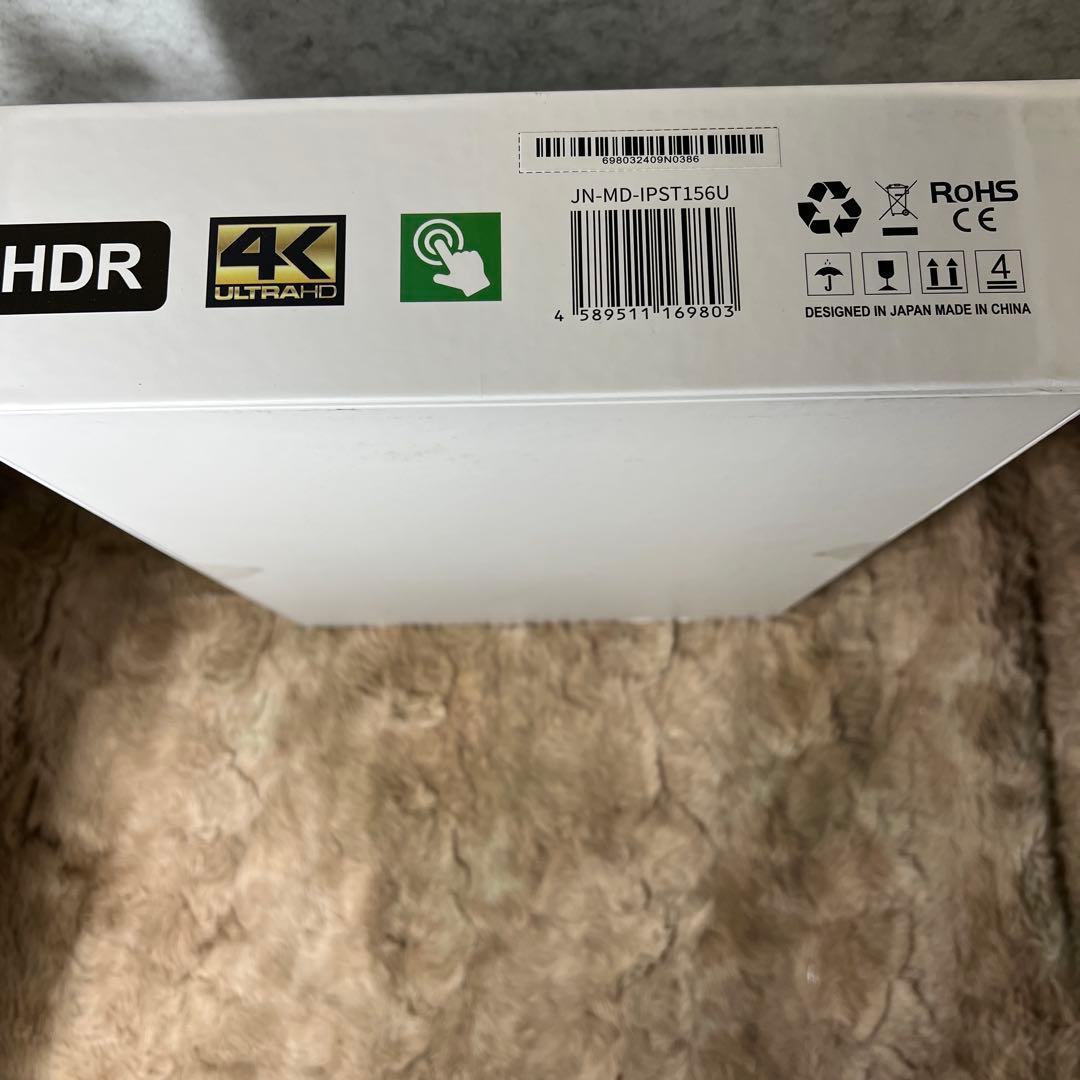 698032409N0386
JN-MD-IPST156U
4 589511 169803
HDR
4K
ULTRAHD
RoHS
CE
4
DESIGNED IN JAPAN MADE IN CHINA